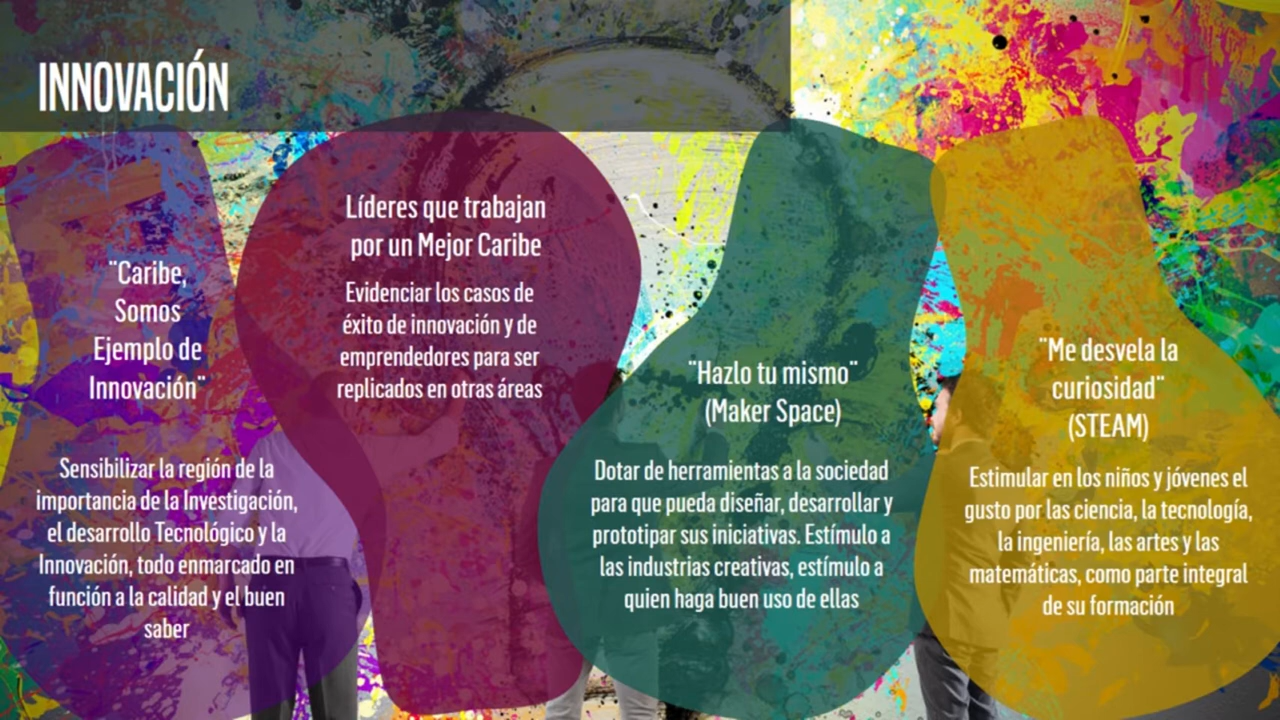 INNOVACIÓN
¨Caribe,
Somos
Ejemplo de
Innovación¨
Sensibilizar la región de la
importancia de la Investigación,
el desarrollo Tecnológico y la
Innovación, todo enmarcado en
función a la calidad y el buen
saber
Líderes que trabajan
por un Mejor Caribe
Evidenciar los casos de
éxito de innovación y de
emprendedores para ser
replicados en otras áreas
¨Hazlo tu mismo¨
(Maker Space)
Dotar de herramientas a la sociedad
para que pueda diseñar, desarrollar y
prototipar sus iniciativas. Estímulo a
las industrias creativas, estímulo a
quien haga buen uso de ellas
¨Me desvela la
curiosidad¨
(STEAM)
Estimular en los niños y jóvenes el
gusto por las ciencia, la tecnología,
la ingeniería, las artes y las
matemáticas, como parte integral
de su formación